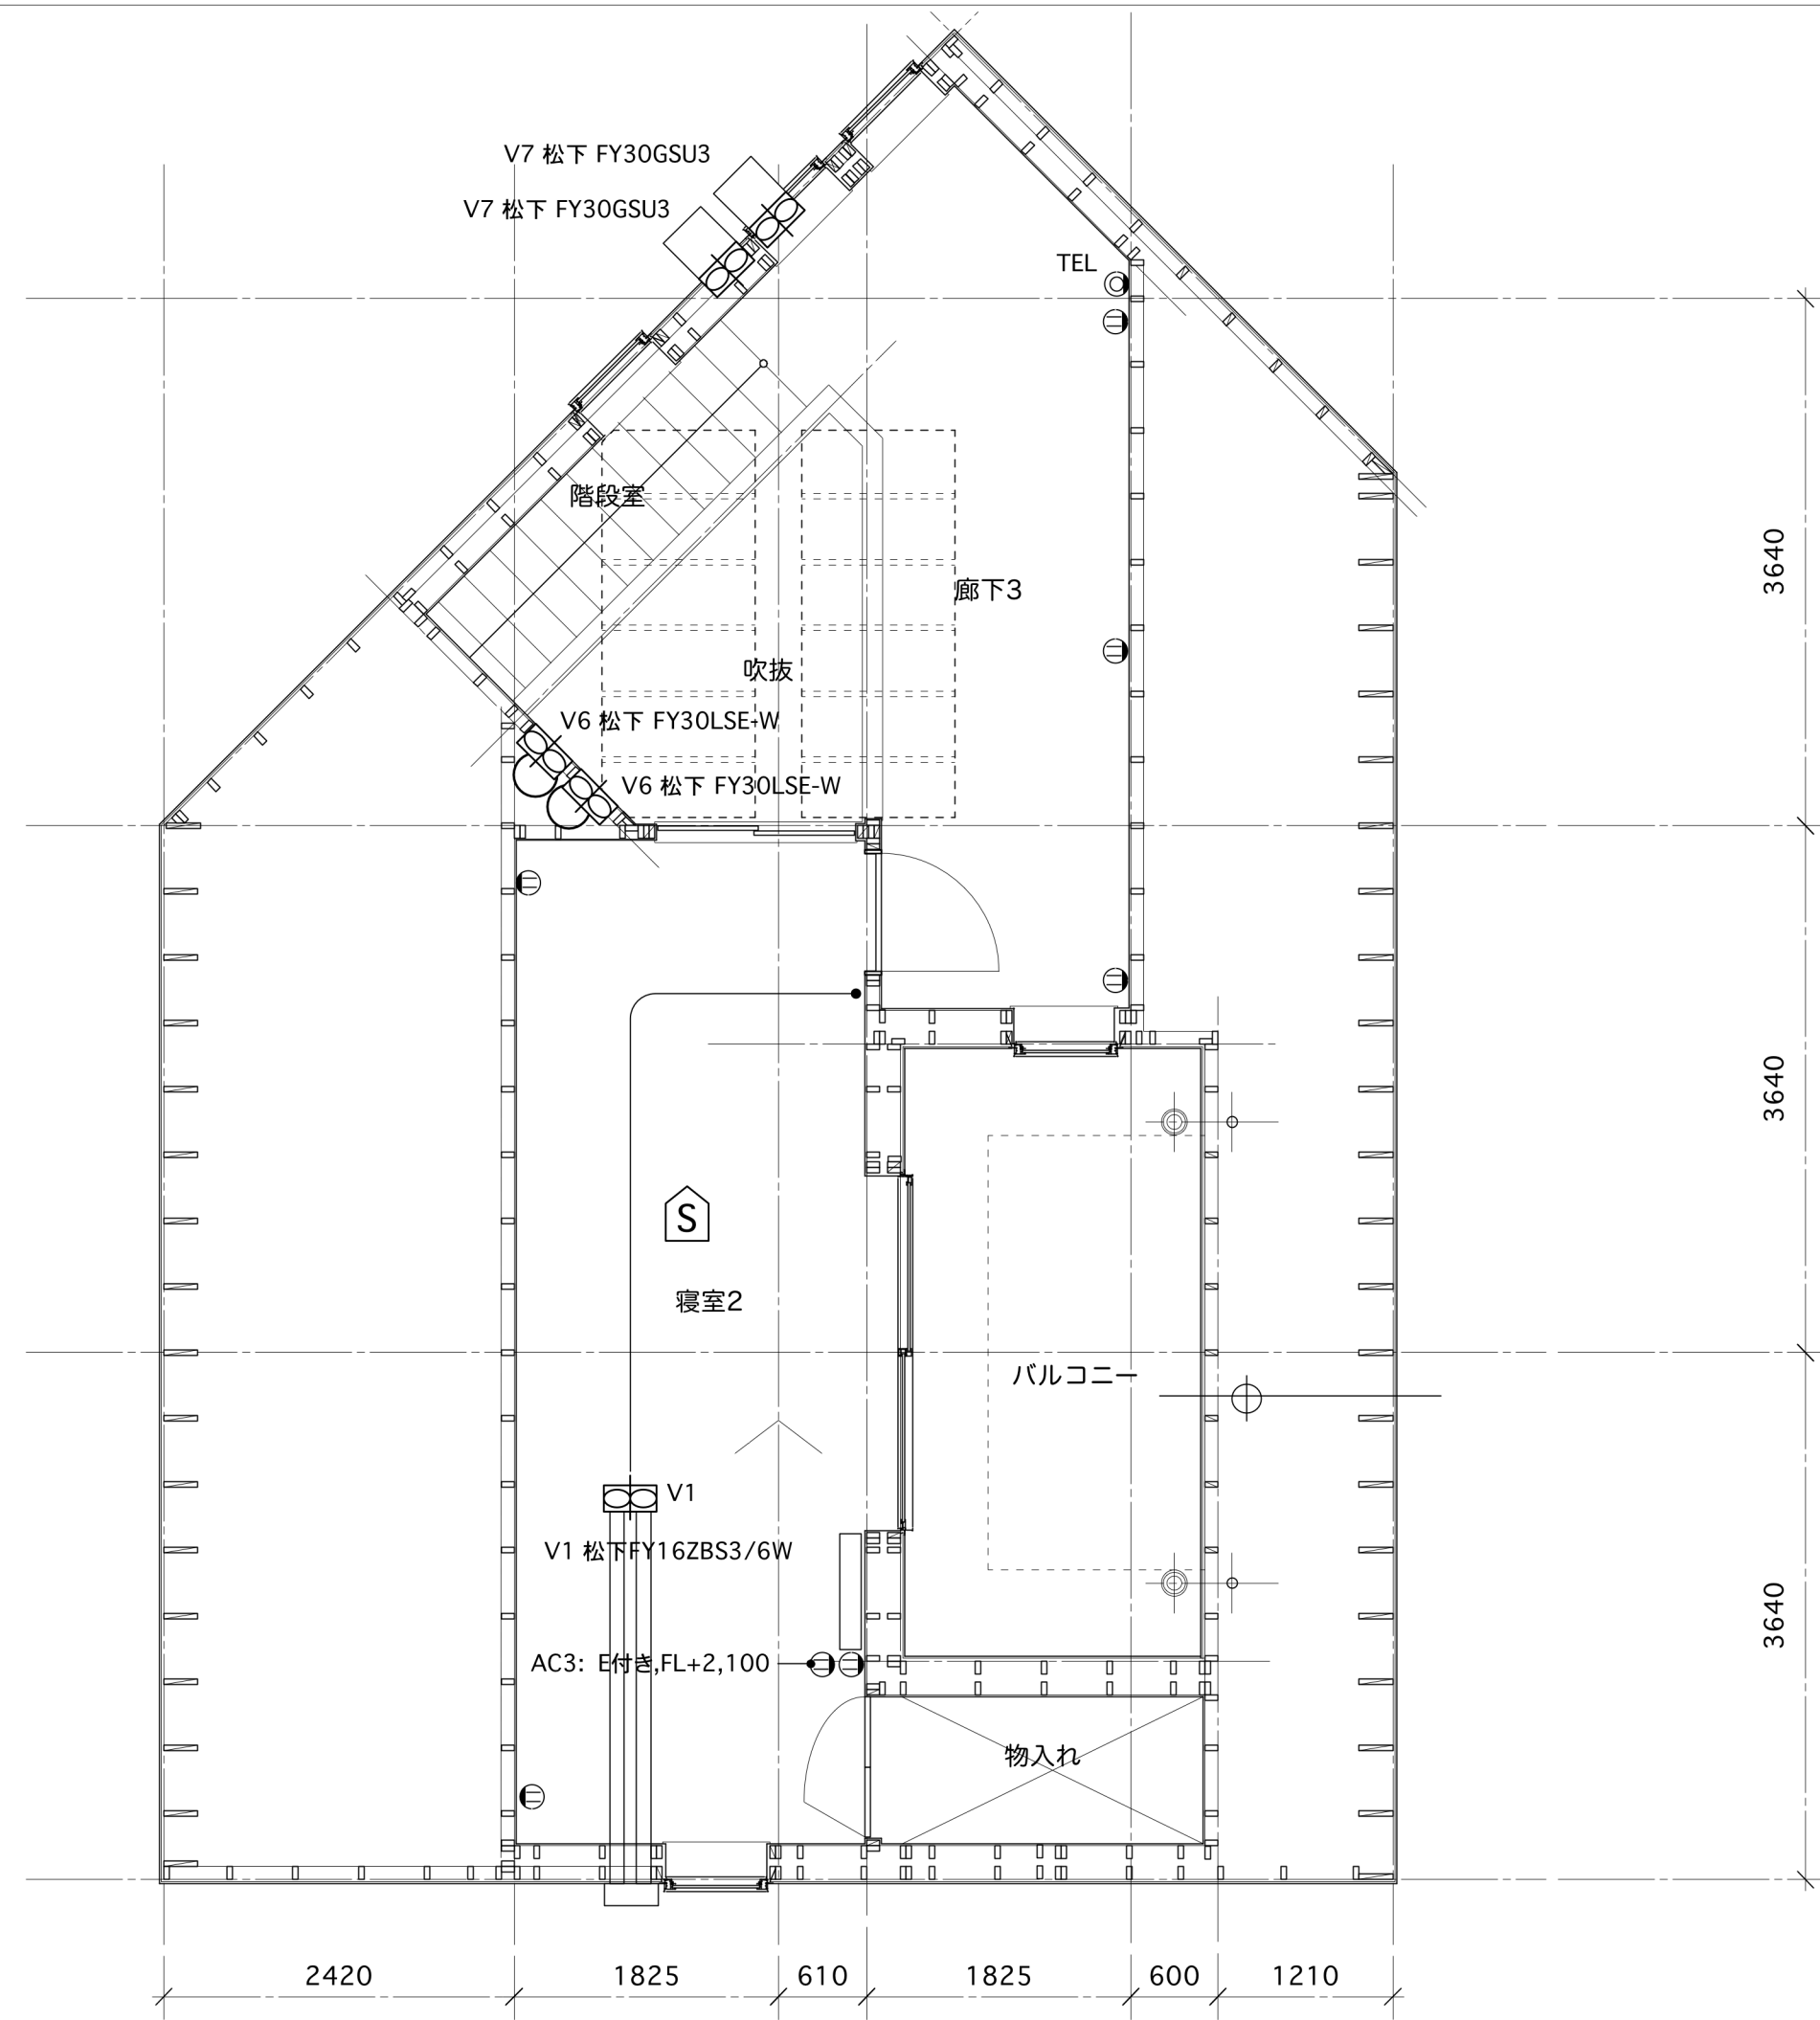 V7 松下 FY30GSU3
V7 松下 FY30GSU3
TEL
階段室
廊下3
3640
吹抜
V6 松下 FY30LSE-W
V6 松下 FY30LSE-W
3640
S
寝室2
バルコニー
V1
V1 松下FY16ZBS3/6W
3640
AC3: E付き,FL+2,100
物入れ
2420
1825
610
1825
600
1210